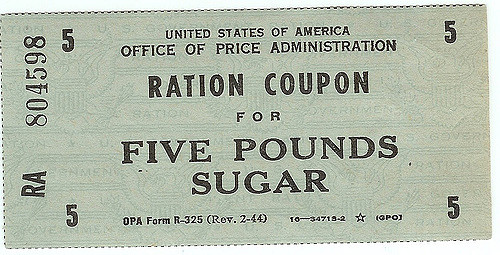 5 5
UNITED STATES OF AMERICA
OFFICE OF PRICE ADMINISTRATION
804598
RATION COUPON
FOR
FIVE POUNDS
SUGAR
RA
5 5
OPA Form R-325 (Rev. 2-44) 16—34713-2 ☆ (GPO)